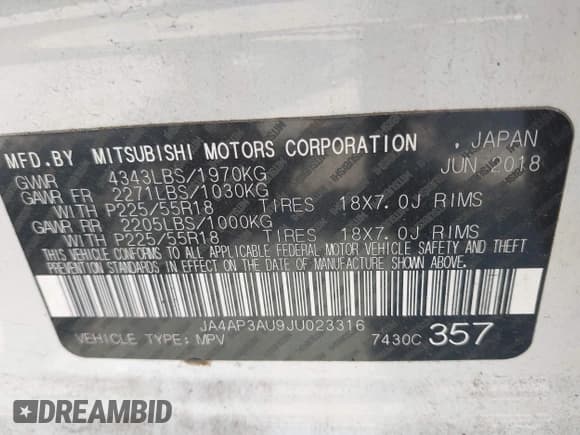 MFD.BY MITSUBISHI MOTORS CORPORATION , JAPAN
GVWR 4343LBS/1970KG JUN.2018
GAWR FR 2271LBS/1030KG
WITH P225/55R18 TIRES 18X7.0J RIMS
GAWR RR 2205LBS/1000KG
WITH P225/55R18 TIRES 18X7.0J RIMS
THIS VEHICLE CONFORMS TO ALL APPLICABLE FEDERAL MOTOR VEHICLE SAFETY AND THEFT
PREVENTION STANDARDS IN EFFECT ON THE DATE OF MANUFACTURE SHOWN ABOVE.
JA4AP3AU9JU023316
VEHICLE TYPE: MPV 7430C 357
DREAMBID